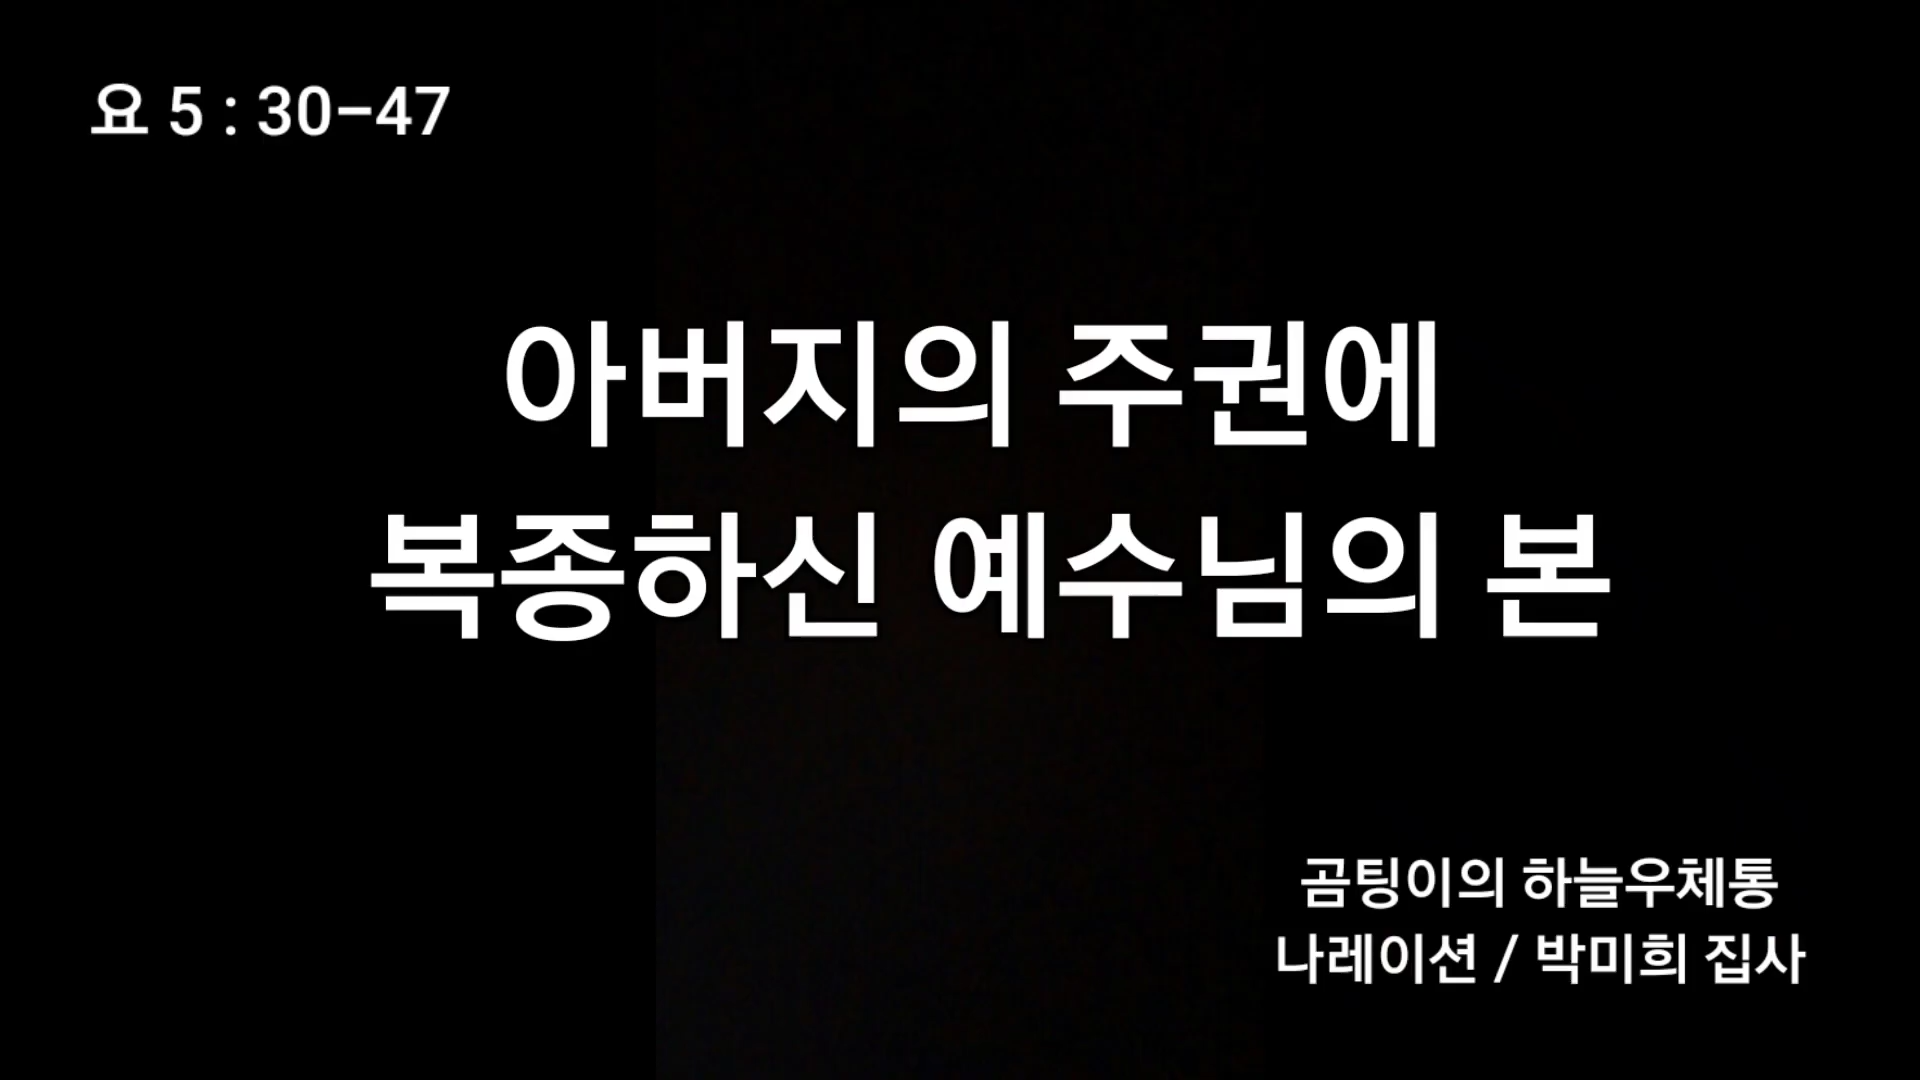 요 5 : 30-47
아버지의 주권에
복종하신 예수님의 본
곰팅이의 하늘우체통
나레이션 / 박미희 집사